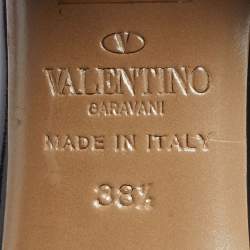 V
VALENTINO
GARAVANI
MADE IN ITALY
38½